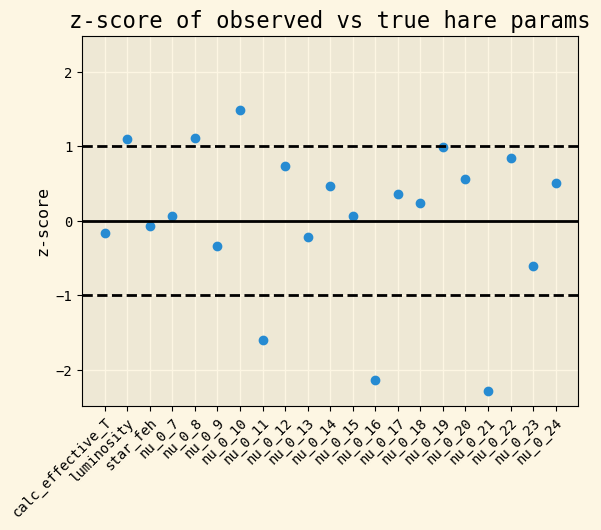 z-score of observed vs true hare params
z-score
2
1
0
−1
−2
calc_effective_T
luminosity
star_feh
nu_0_7
nu_0_8
nu_0_9
nu_0_10
nu_0_11
nu_0_12
nu_0_13
nu_0_14
nu_0_15
nu_0_16
nu_0_17
nu_0_18
nu_0_19
nu_0_20
nu_0_21
nu_0_22
nu_0_23
nu_0_24